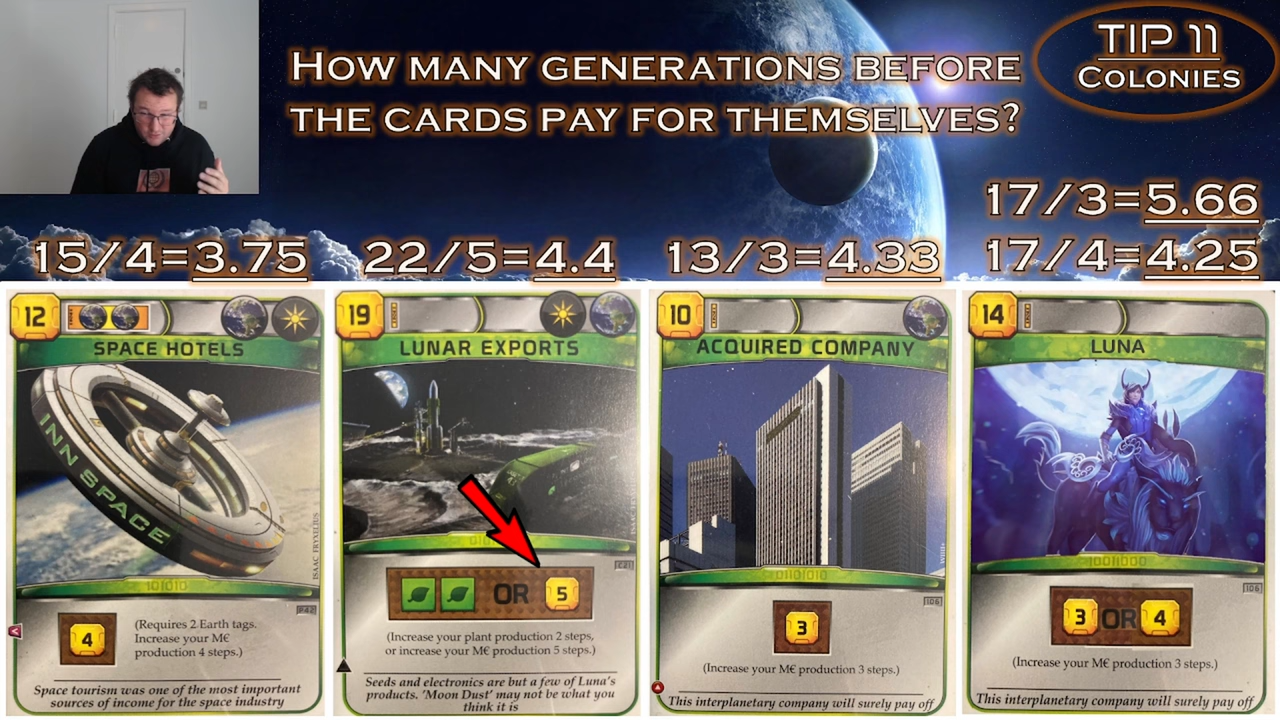 HOW MANY GENERATIONS BEFORE
THE CARDS PAY FOR THEMSELVES?
TIP 11
COLONIES
17/3=5.66
15/4=3.75
22/5=4.4
13/3=4.33
17/4=4.25
12
SPACE HOTELS
INN SPACE
ISAAC FRYXELIUS
4
(Requires 2 Earth tags.
Increase your M€
production 4 steps.)
Space tourism was one of the most important
sources of income for the space industry
19
LUNAR EXPORTS
OR 5
(Increase your plant production 2 steps,
or increase your M€ production 5 steps.)
Seeds and electronics are but a few of Luna's
products. 'Moon Dust' may not be what you
think it is
10
ACQUIRED COMPANY
3
(Increase your M€ production 3 steps.)
This interplanetary company will surely pay off
14
LUNA
3 OR 4
(Increase your M€ production 3 steps.)
This interplanetary company will surely pay off